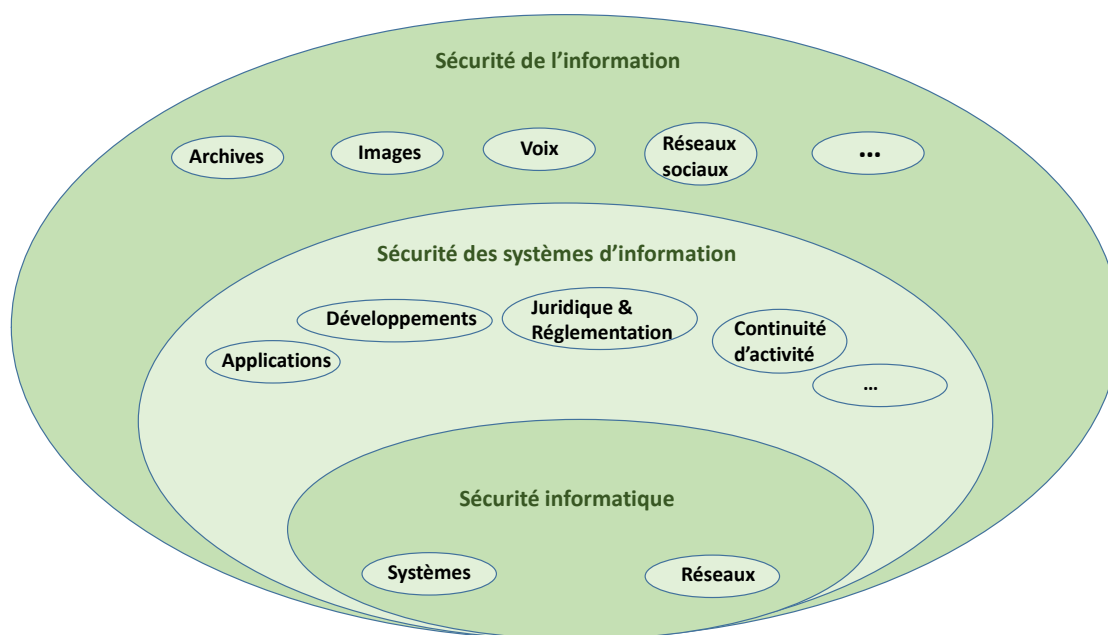 Sécurité de l’information
Archives
Images
Voix
Réseaux
sociaux
...
Sécurité des systèmes d’information
Développements
Juridique &
Réglementation
Continuité
d’activité
Applications
...
Sécurité informatique
Systèmes
Réseaux